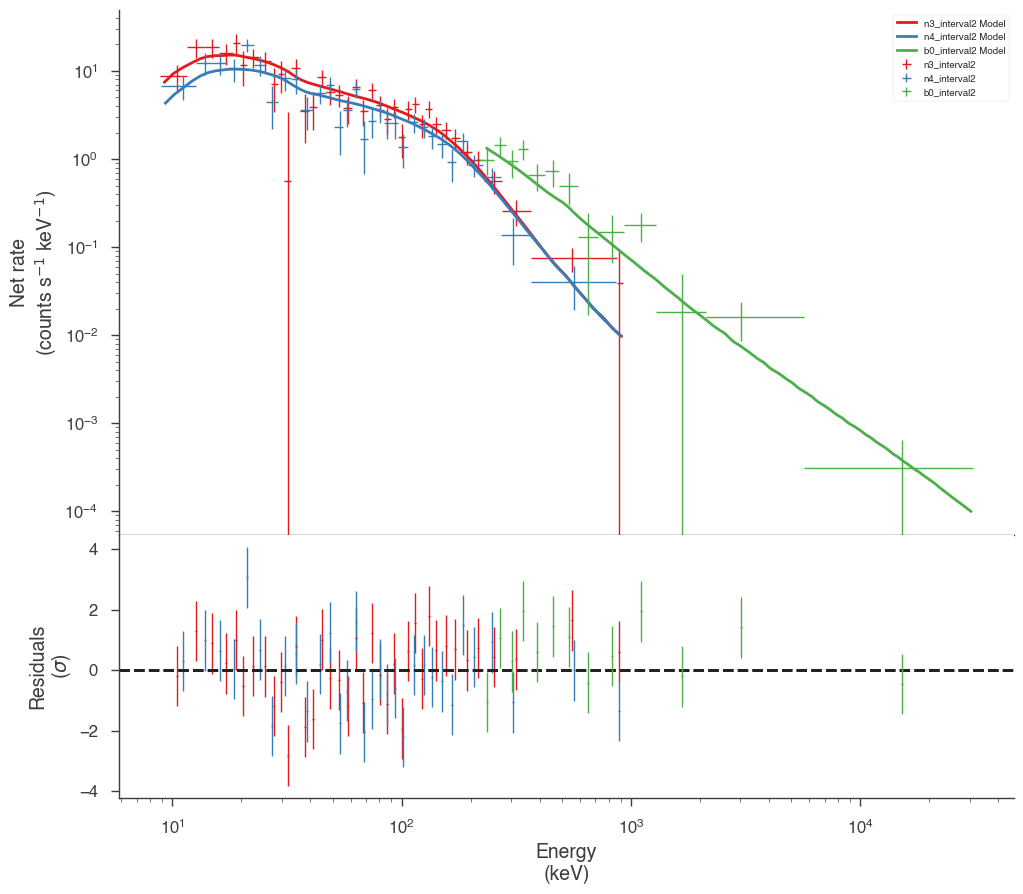 n3_interval2 Model
n4_interval2 Model
b0_interval2 Model
n3_interval2
n4_interval2
b0_interval2
Net rate
(counts s⁻¹ keV⁻¹)
10¹
10⁰
10⁻¹
10⁻²
10⁻³
10⁻⁴
Residuals
(σ)
4
2
0
−2
−4
10¹
10²
10³
10⁴
Energy
(keV)